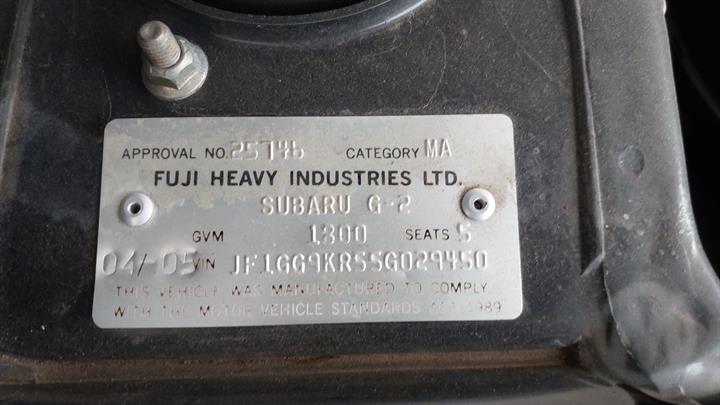 APPROVAL NO. 25746 CATEGORY MA
FUJI HEAVY INDUSTRIES LTD.
SUBARU G-2
GVM 1800 SEATS 5
04/-05 VIN JF1GG9KR55G029450
THIS VEHICLE WAS MANUFACTURED TO COMPLY
WITH THE MOTOR VEHICLE STANDARDS ACT 1989